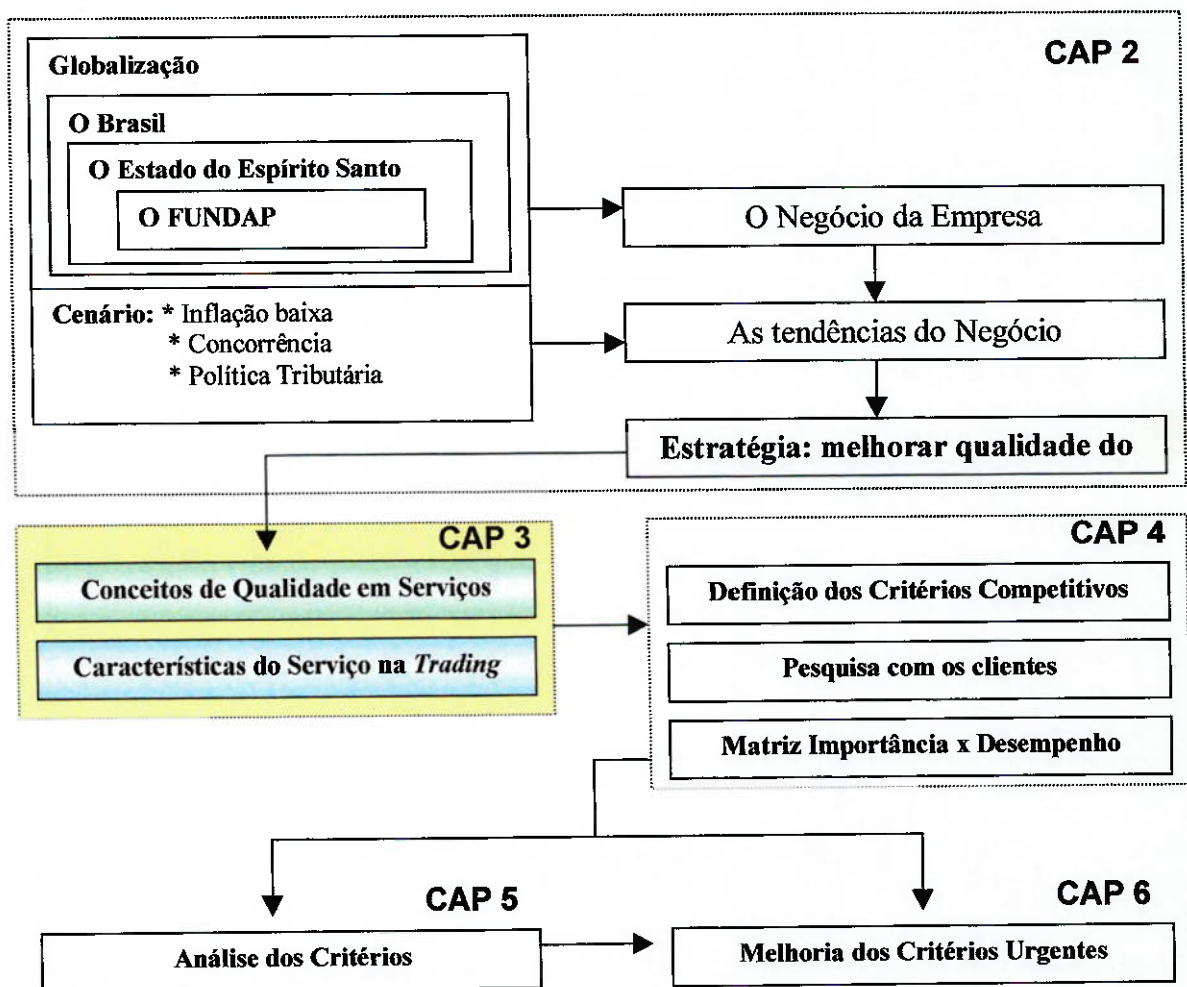 CAP 2
Globalização
O Brasil
O Estado do Espírito Santo
O FUNDAP
Cenário: * Inflação baixa
* Concorrência
* Política Tributária
O Negócio da Empresa
As tendências do Negócio
Estratégia: melhorar qualidade do
CAP 3
Conceitos de Qualidade em Serviços
Características do Serviço na Trading
CAP 4
Definição dos Critérios Competitivos
Pesquisa com os clientes
Matriz Importância x Desempenho
CAP 5
Análise dos Critérios
CAP 6
Melhoria dos Critérios Urgentes